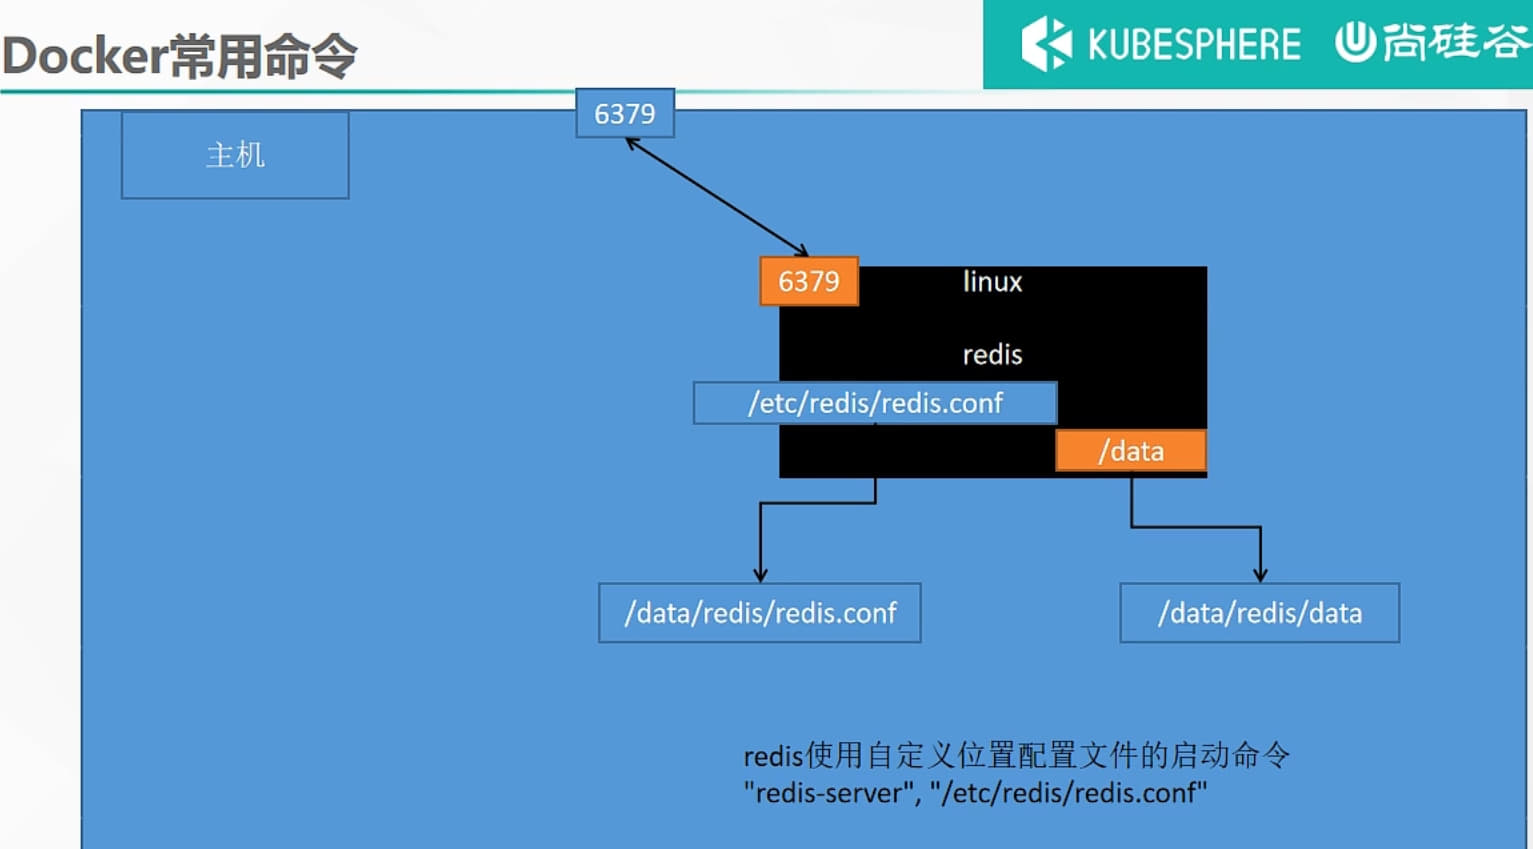 Docker常用命令
KUBESPHERE
尚硅谷
6379
主机
6379
linux
redis
/etc/redis/redis.conf
/data
/data/redis/redis.conf
/data/redis/data
redis使用自定义位置配置文件的启动命令
"redis-server", "/etc/redis/redis.conf"